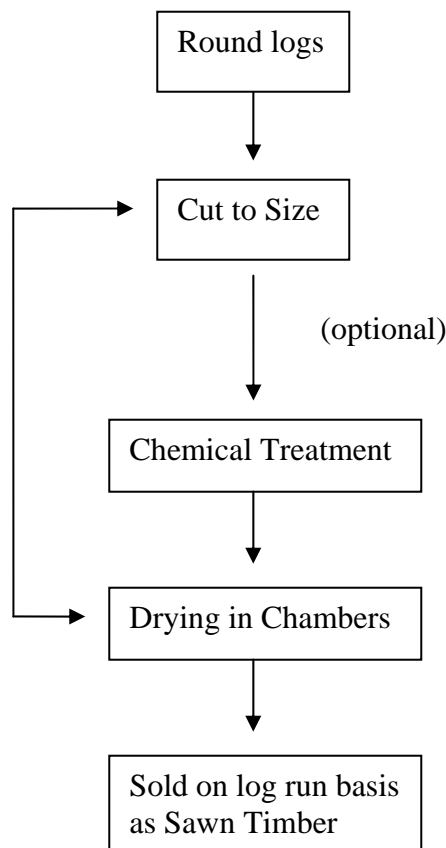 Round logs
Cut to Size
(optional)
Chemical Treatment
Drying in Chambers
Sold on log run basis
as Sawn Timber